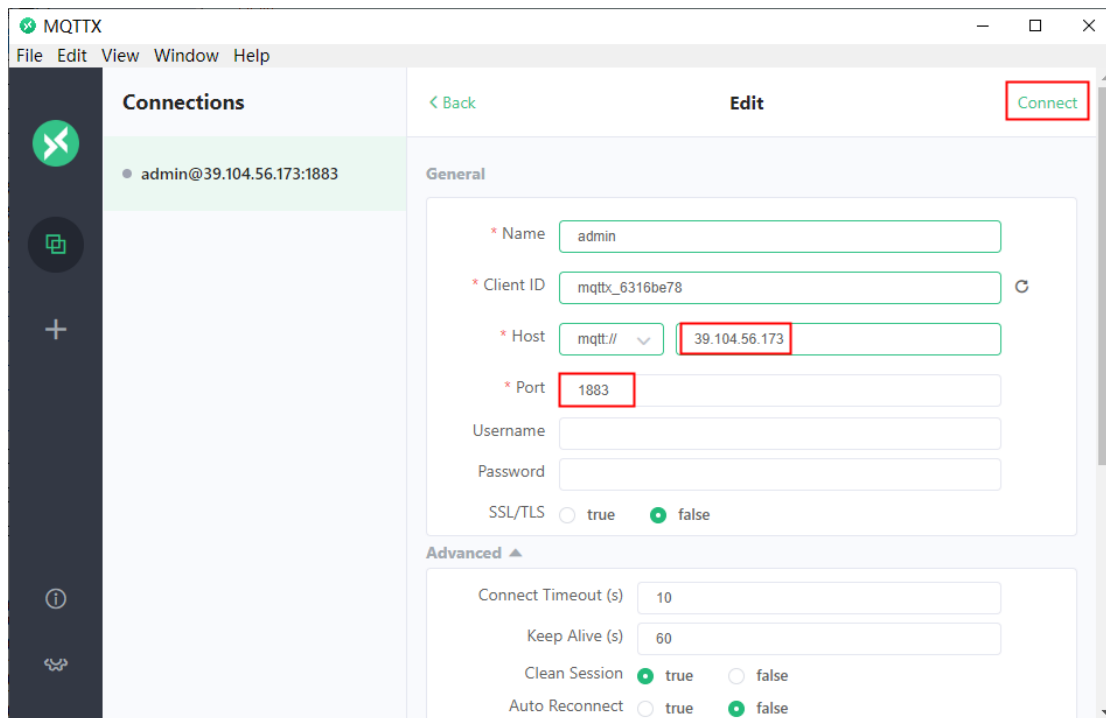 MQTTX
File Edit View Window Help
Connections
Back Edit Connect
admin@39.104.56.173:1883
General
* Name admin
* Client ID mqttx_6316be78
* Host mqtt:// 39.104.56.173
* Port 1883
Username
Password
SSL/TLS true false
Advanced
Connect Timeout (s) 10
Keep Alive (s) 60
Clean Session true false
Auto Reconnect true false